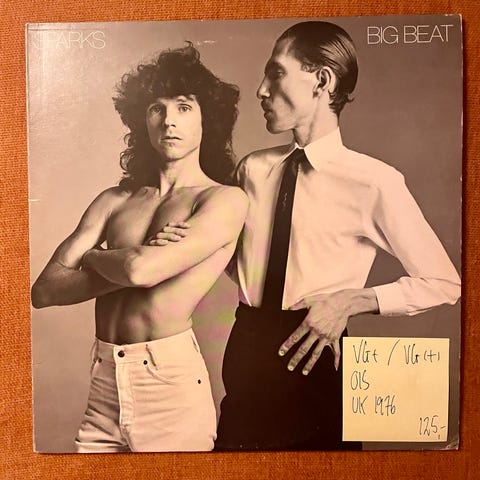 SPARKS
BIG BEAT
VG+ / VG(+)
OIS
UK 1976
125,-